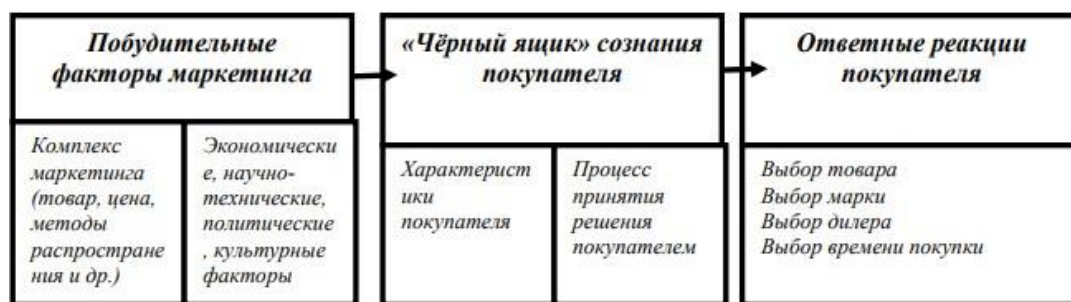 Побудительные
факторы маркетинга
«Чёрный ящик» сознания
покупателя
Ответные реакции
покупателя
Комплекс
маркетинга
(товар, цена,
методы
распростране
ния и др.)
Экономически
е, научно-
технические,
политические
, культурные
факторы
Характерист
ики
покупателя
Процесс
принятия
решения
покупателем
Выбор товара
Выбор марки
Выбор дилера
Выбор времени покупки